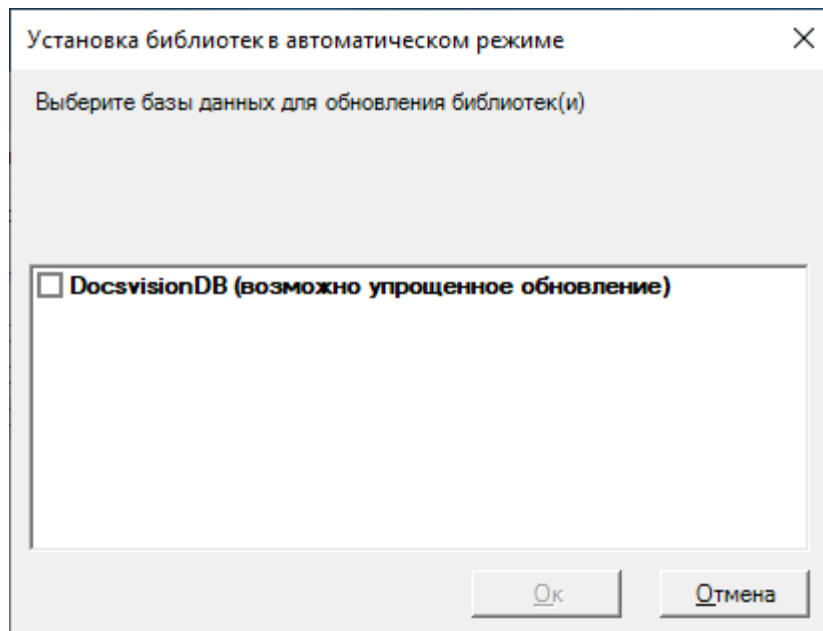 Установка библиотек в автоматическом режиме
Выберите базы данных для обновления библиотек(и)
DocsvisionDB (возможно упрощенное обновление)
Ок
Отмена